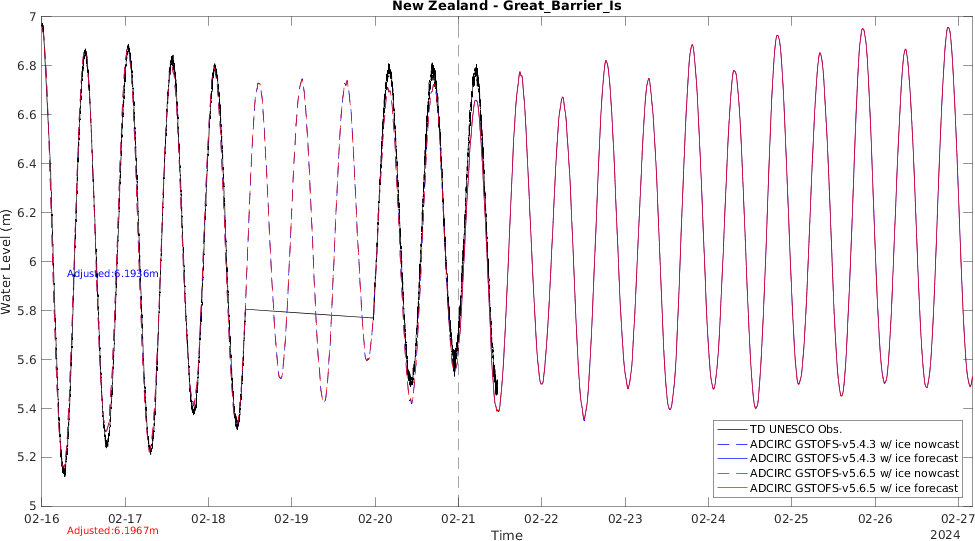 New Zealand - Great_Barrier_Is
Water Level (m)
7
6.8
6.6
6.4
6.2
6
5.8
5.6
5.4
5.2
5
Adjusted:6.1936m
Adjusted:6.1967m
TD UNESCO Obs.
ADCIRC GSTOFS-v5.4.3 w/ ice nowcast
ADCIRC GSTOFS-v5.4.3 w/ ice forecast
ADCIRC GSTOFS-v5.6.5 w/ ice nowcast
ADCIRC GSTOFS-v5.6.5 w/ ice forecast
02-16 02-17 02-18 02-19 02-20 02-21 02-22 02-23 02-24 02-25 02-26 02-27
Time
2024